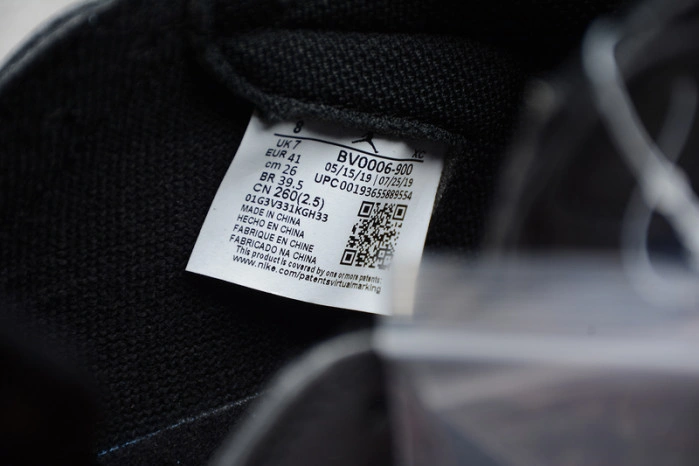 8 XC
UK 7
EUR 41
cm 26
BR 39.5
CN 260(2.5)
01G3V331KGH33
BV0006-900
05/15/19 07/25/19
UPC00193655889554
MADE IN CHINA
HECHO EN CHINA
FABRIQUE EN CHINE
FABRICADO NA CHINA
This product is covered by one or more patents:
www.nike.com/patentsvirtualmarking